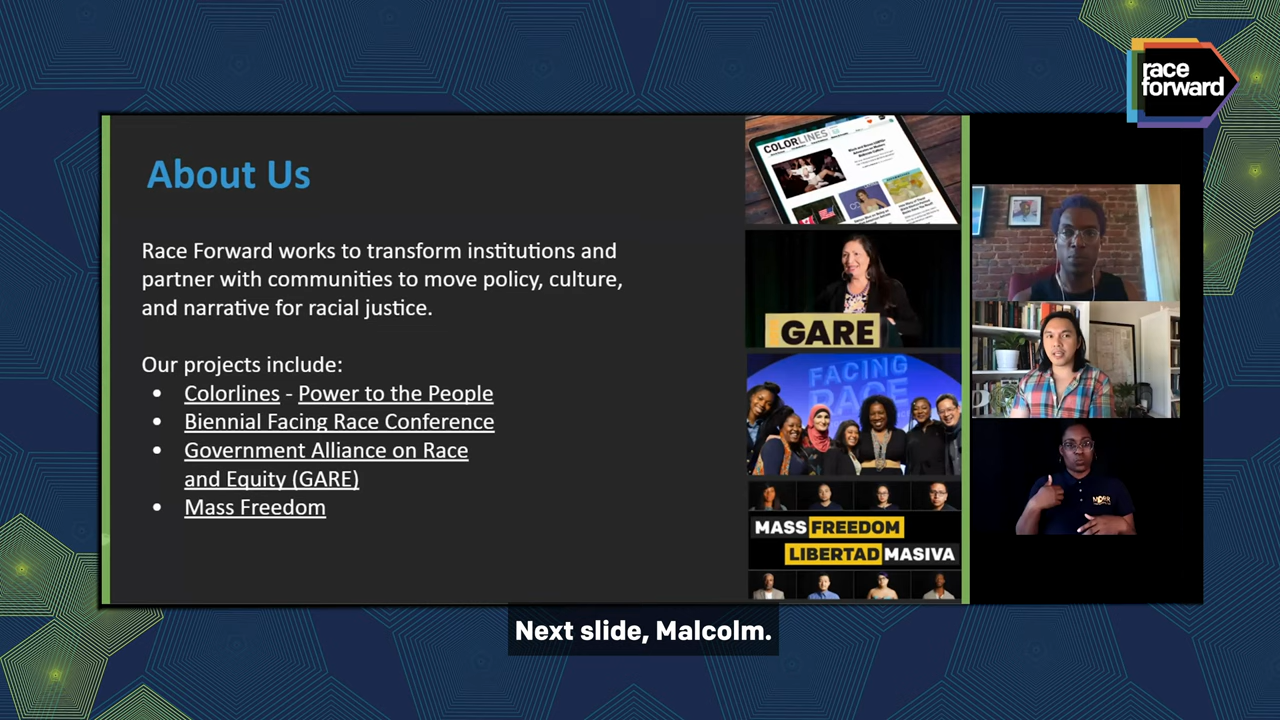 race
forward
About Us
Race Forward works to transform institutions and
partner with communities to move policy, culture,
and narrative for racial justice.
Our projects include:
• Colorlines - Power to the People
• Biennial Facing Race Conference
• Government Alliance on Race
and Equity (GARE)
• Mass Freedom
COLORLINES
GARE
FACING
RACE
MASS FREEDOM
LIBERTAD MASIVA
Next slide, Malcolm.